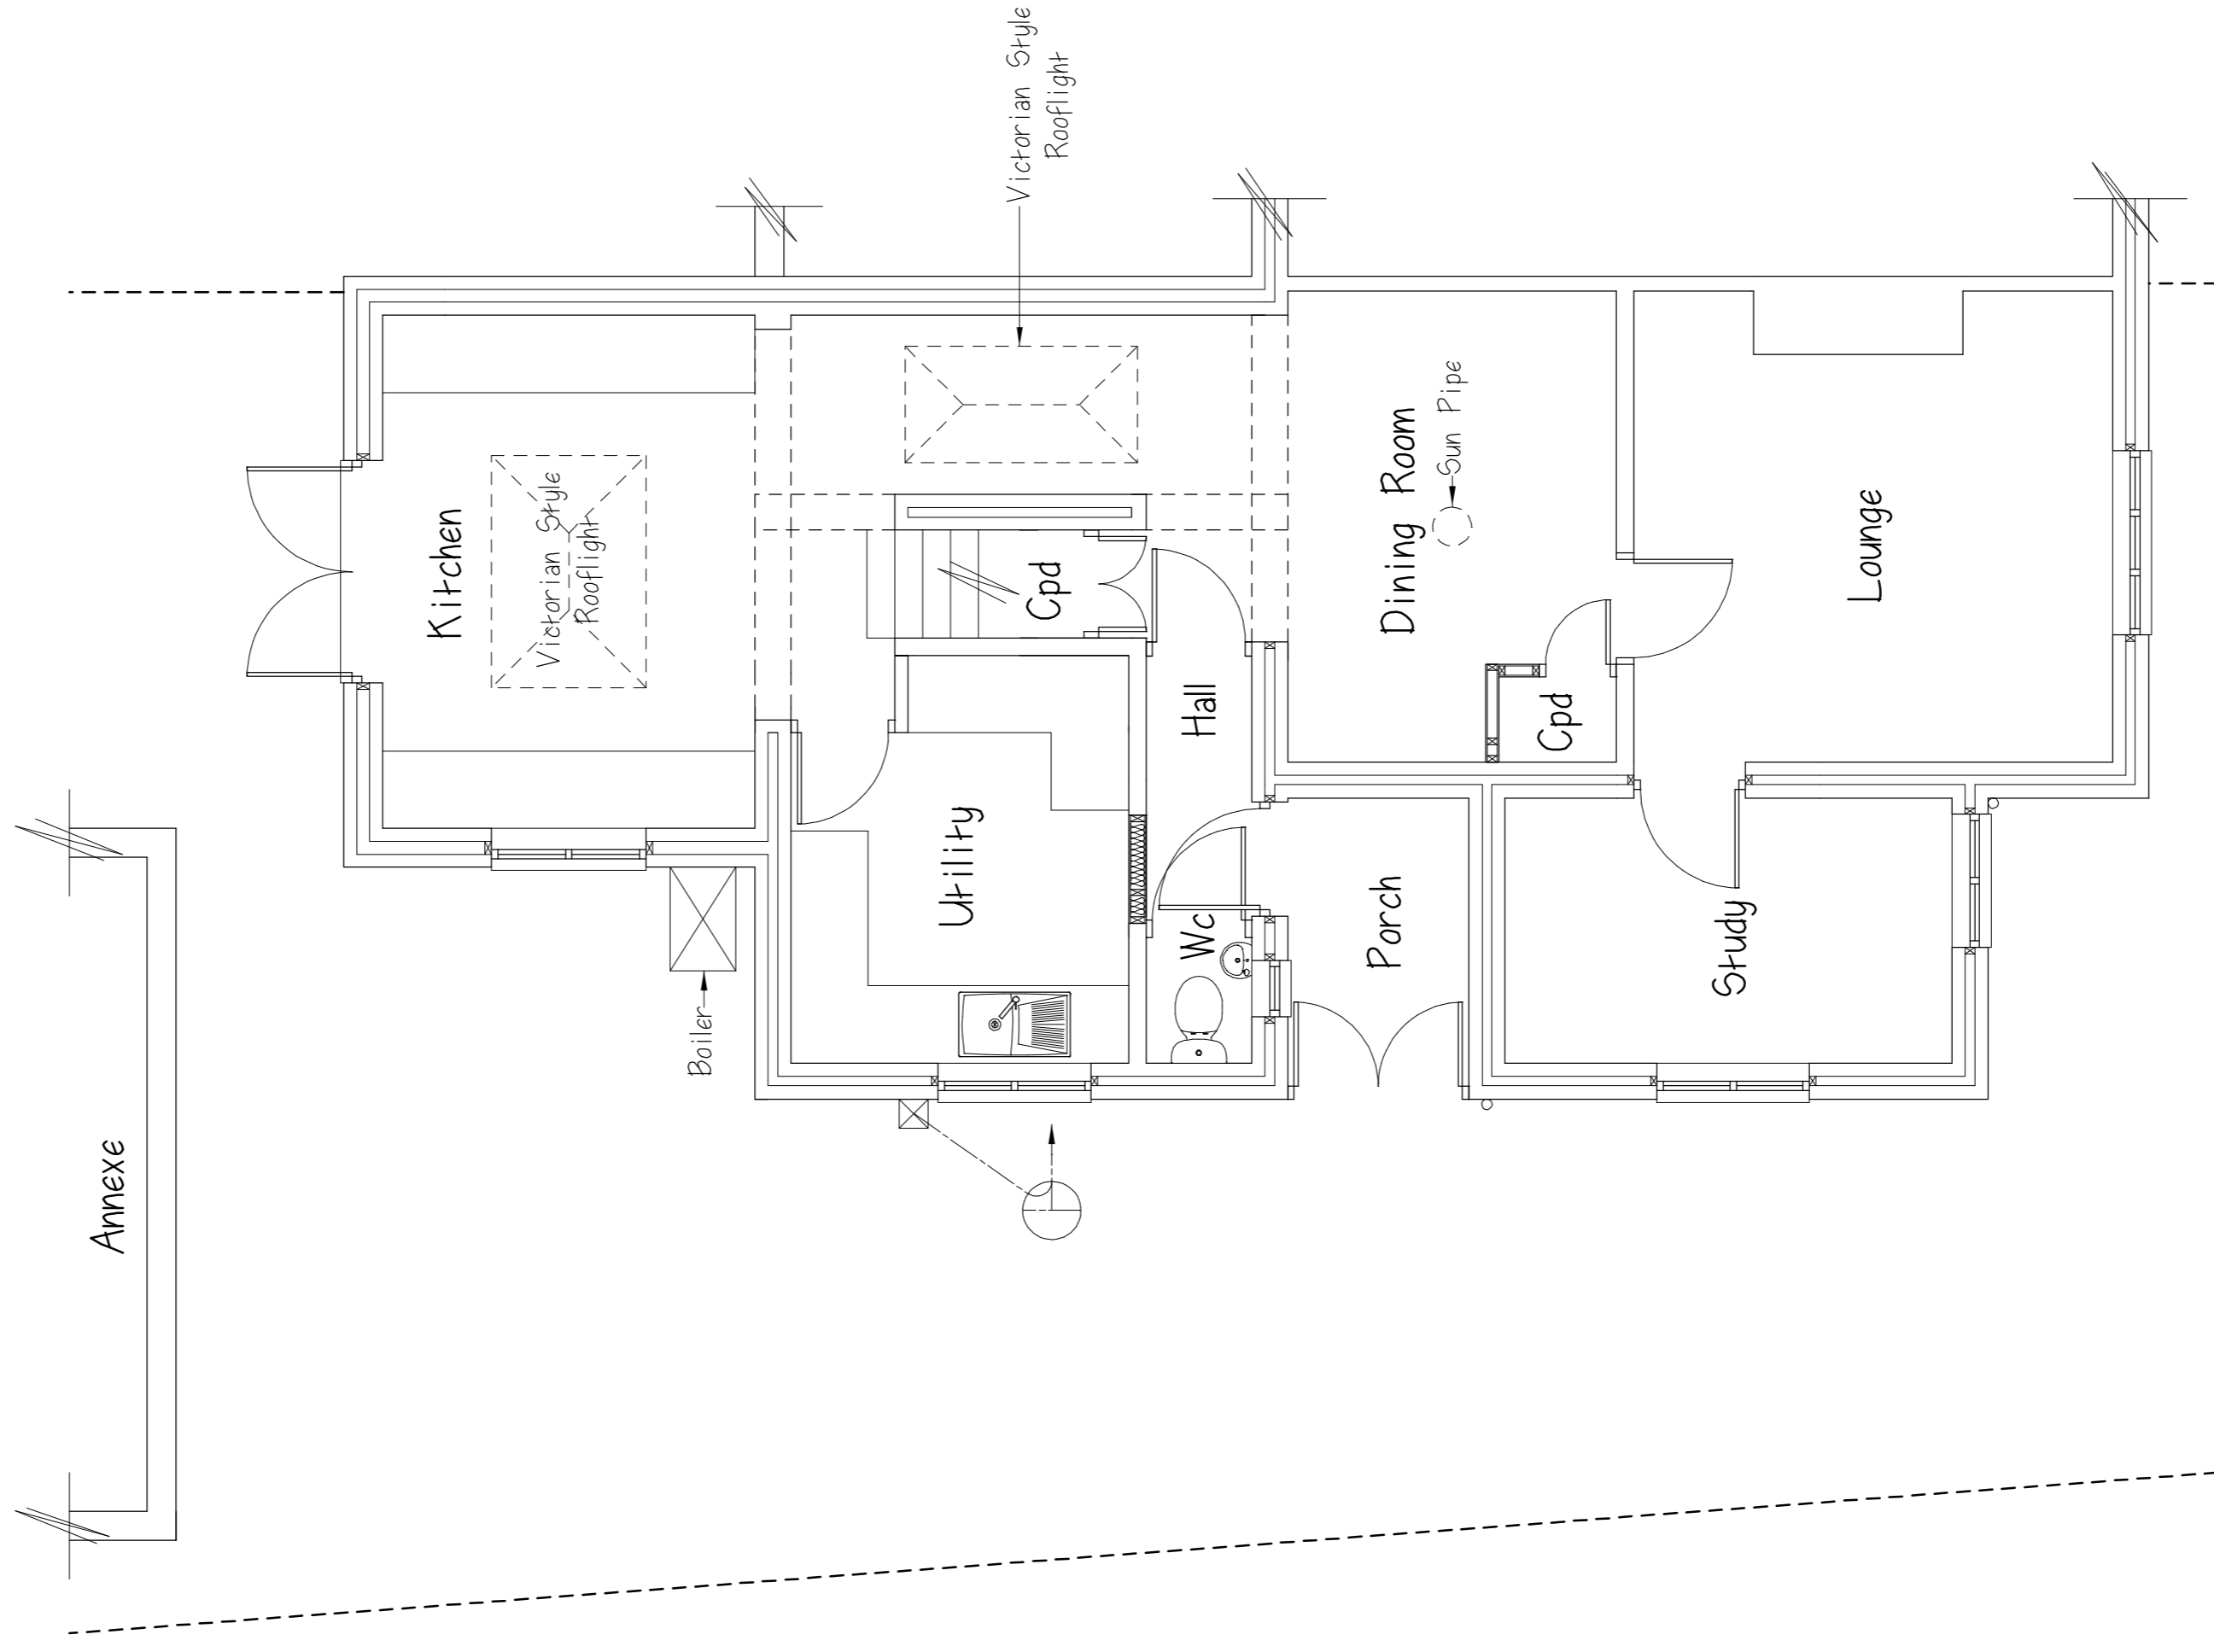 Annexe
Kitchen
Victorian Style
Rooflight
Boiler
Utility
Victorian Style
Rooflight
Cpd
Wc
Hall
Porch
Dining Room
Sun Pipe
Cpd
Study
Lounge